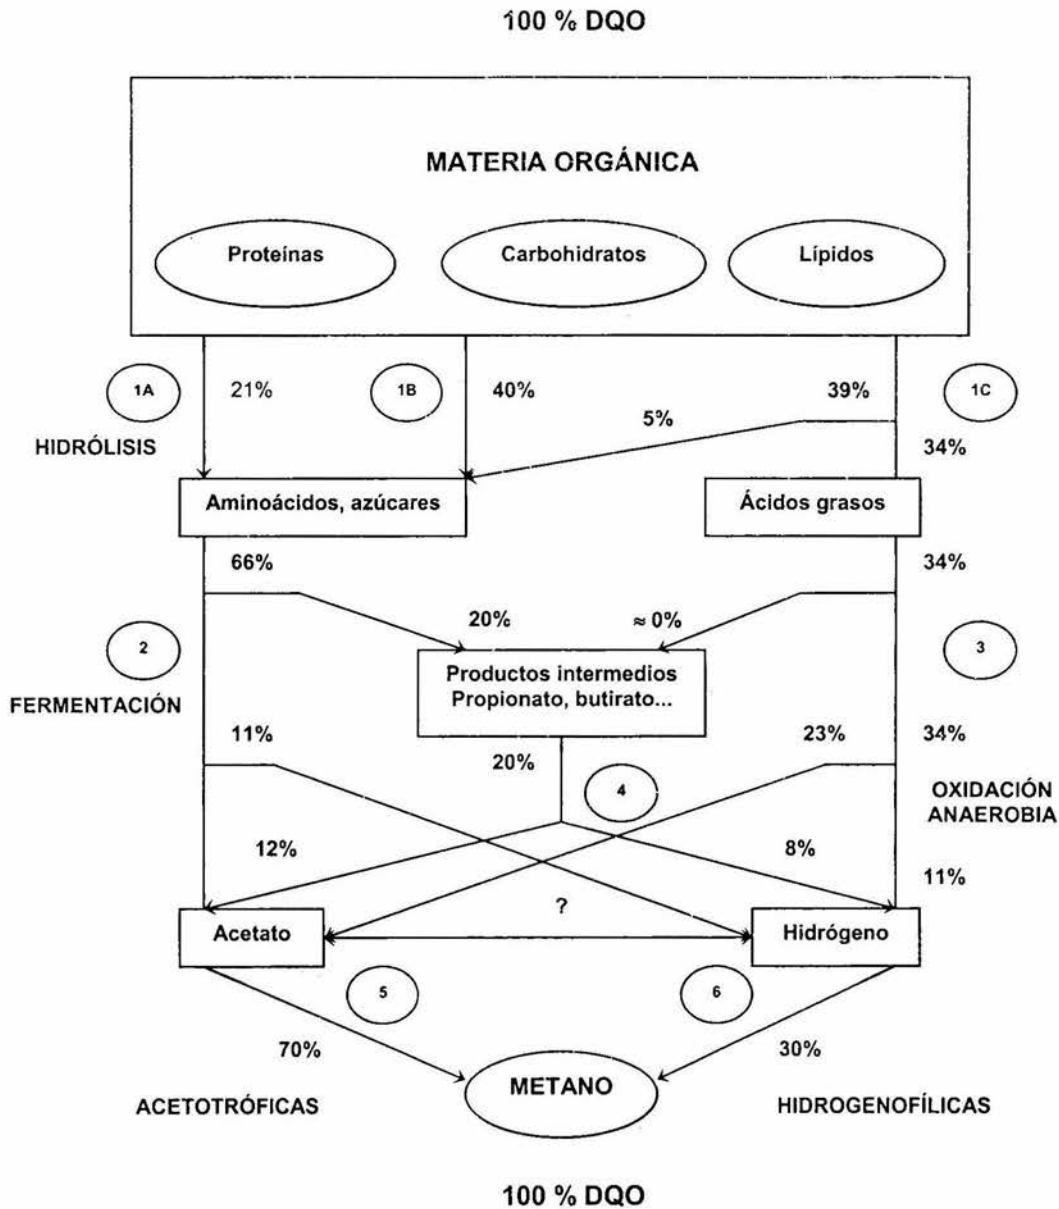 100 % DQO
MATERIA ORGÁNICA
Proteínas
Carbohidratos
Lípidos
1A
21%
1B
40%
39%
1C
5%
HIDRÓLISIS
34%
Aminoácidos, azúcares
Ácidos grasos
66%
34%
20%
≈ 0%
2
3
Productos intermedios
Propionato, butirato...
FERMENTACIÓN
11%
23%
34%
20%
4
OXIDACIÓN
ANAEROBIA
12%
8%
11%
?
Acetato
Hidrógeno
5
6
70%
30%
METANO
ACETOTRÓFICAS
HIDROGENOFÍLICAS
100 % DQO